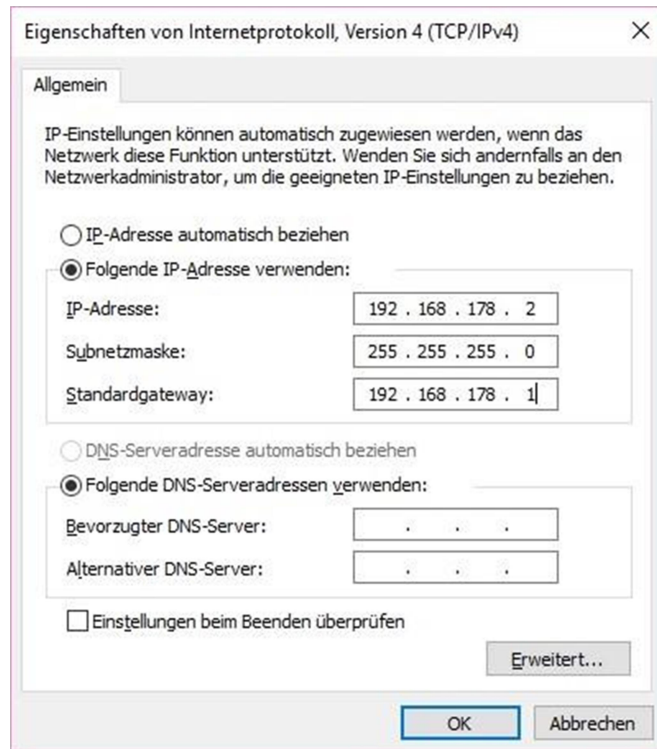 Eigenschaften von Internetprotokoll, Version 4 (TCP/IPv4)
Allgemein
IP-Einstellungen können automatisch zugewiesen werden, wenn das
Netzwerk diese Funktion unterstützt. Wenden Sie sich andernfalls an den
Netzwerkadministrator, um die geeigneten IP-Einstellungen zu beziehen.
IP-Adresse automatisch beziehen
Folgende IP-Adresse verwenden:
IP-Adresse: 192 . 168 . 178 . 2
Subnetzmaske: 255 . 255 . 255 . 0
Standardgateway: 192 . 168 . 178 . 1
DNS-Serveradresse automatisch beziehen
Folgende DNS-Serveradressen verwenden:
Bevorzugter DNS-Server: . . .
Alternativer DNS-Server: . . .
Einstellungen beim Beenden überprüfen
Erweitert...
OK Abbrechen